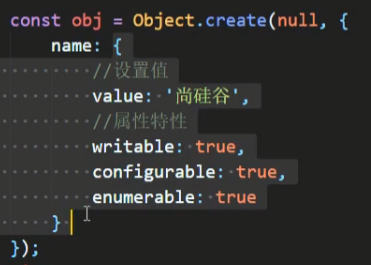 const obj = Object.create(null, {
    name: {
        //设置值
        value: '尚硅谷',
        //属性特性
        writable: true,
        configurable: true,
        enumerable: true
    }
});